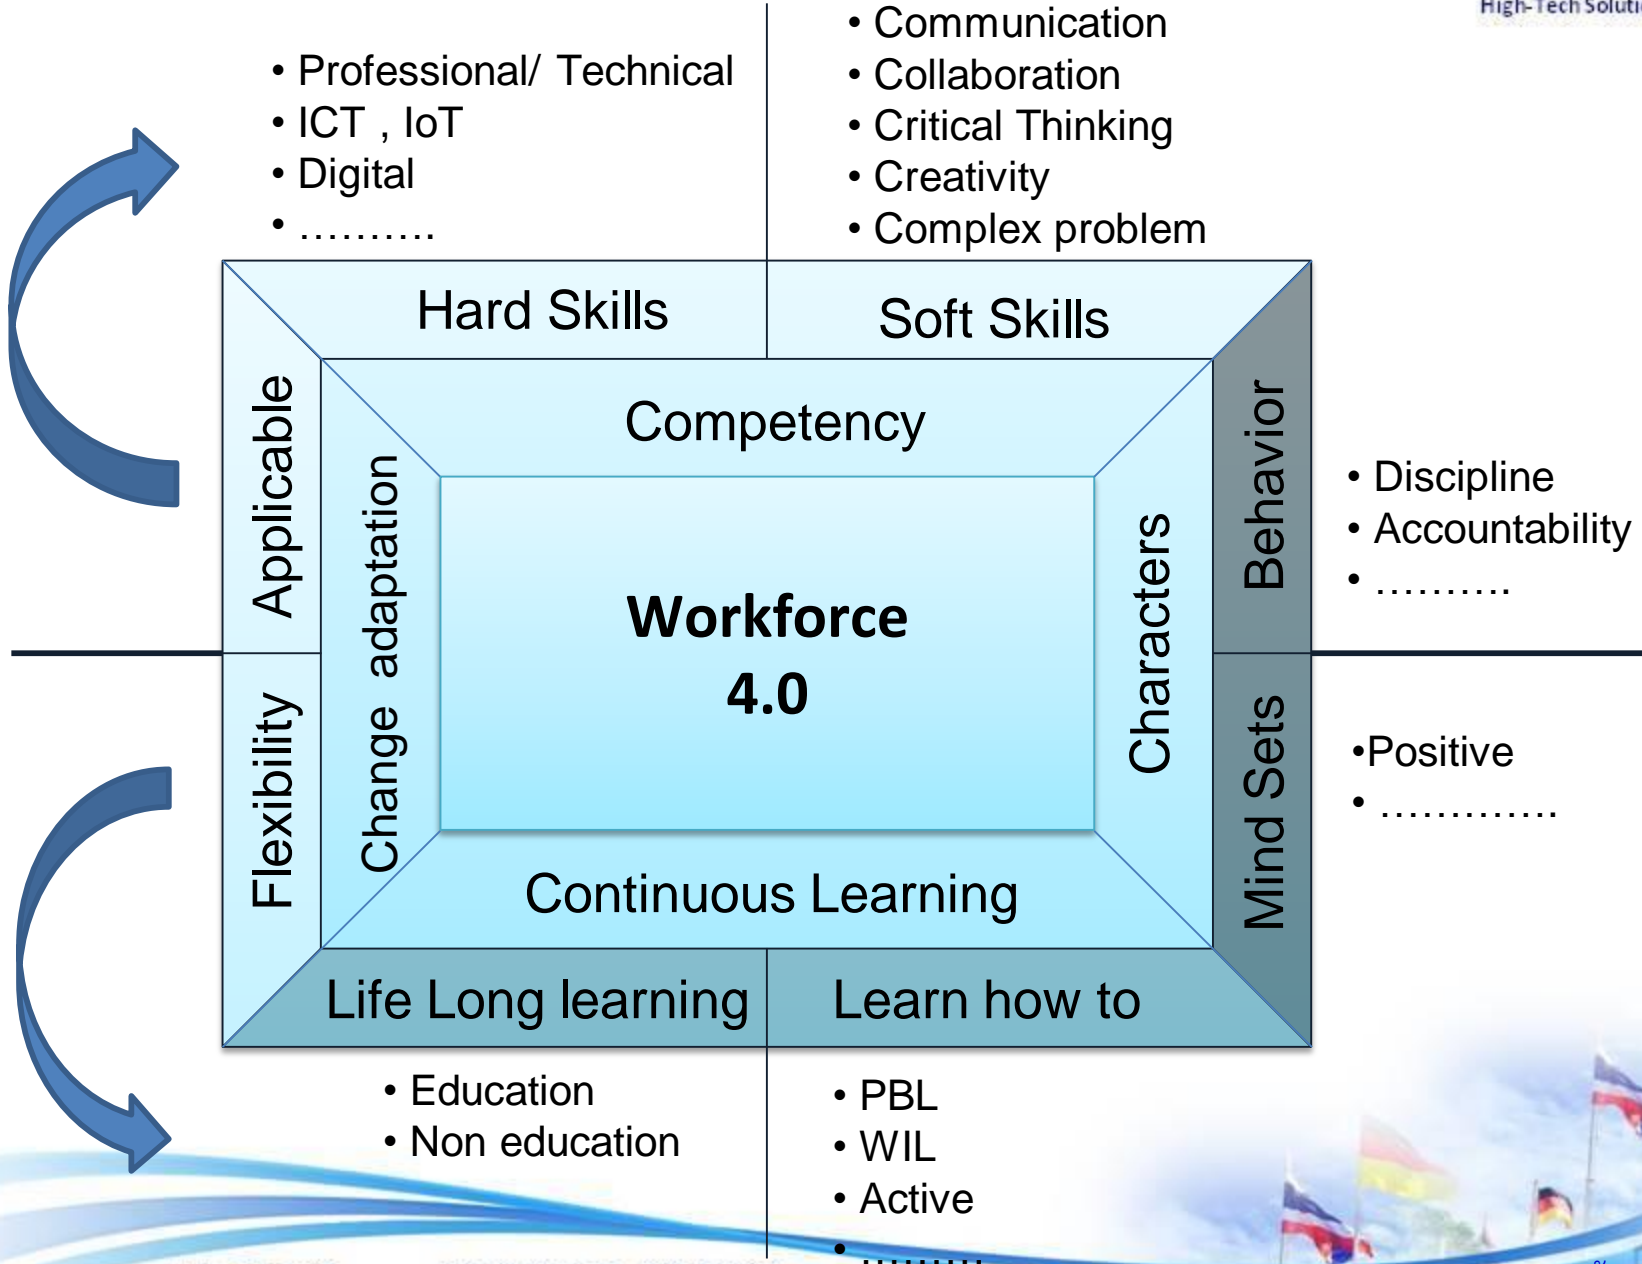 High-Tech
• Professional/ Technical
• ICT , IoT
• Digital
• ……….
• Communication
• Collaboration
• Critical Thinking
• Creativity
• Complex problem
Hard Skills
Soft Skills
Competency
Applicable
Flexibility
Change adaptation
Workforce
4.0
Characters
Behavior
Mind Sets
• Discipline
• Accountability
• ……….
•Positive
• ………….
Continuous Learning
Life Long learning
Learn how to
• Education
• Non education
• PBL
• WIL
• Active
• ……….